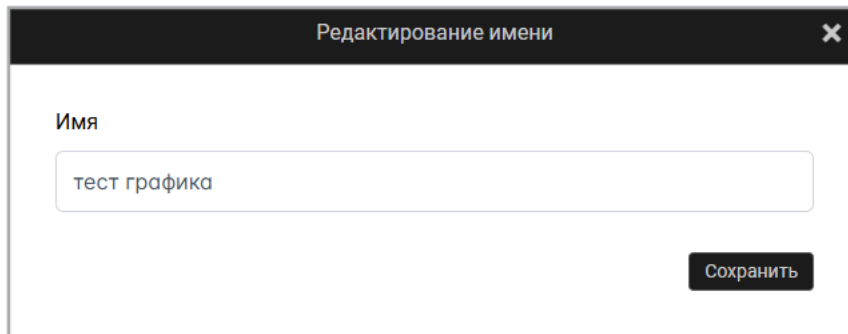 Редактирование имени
Имя
тест графика
Сохранить